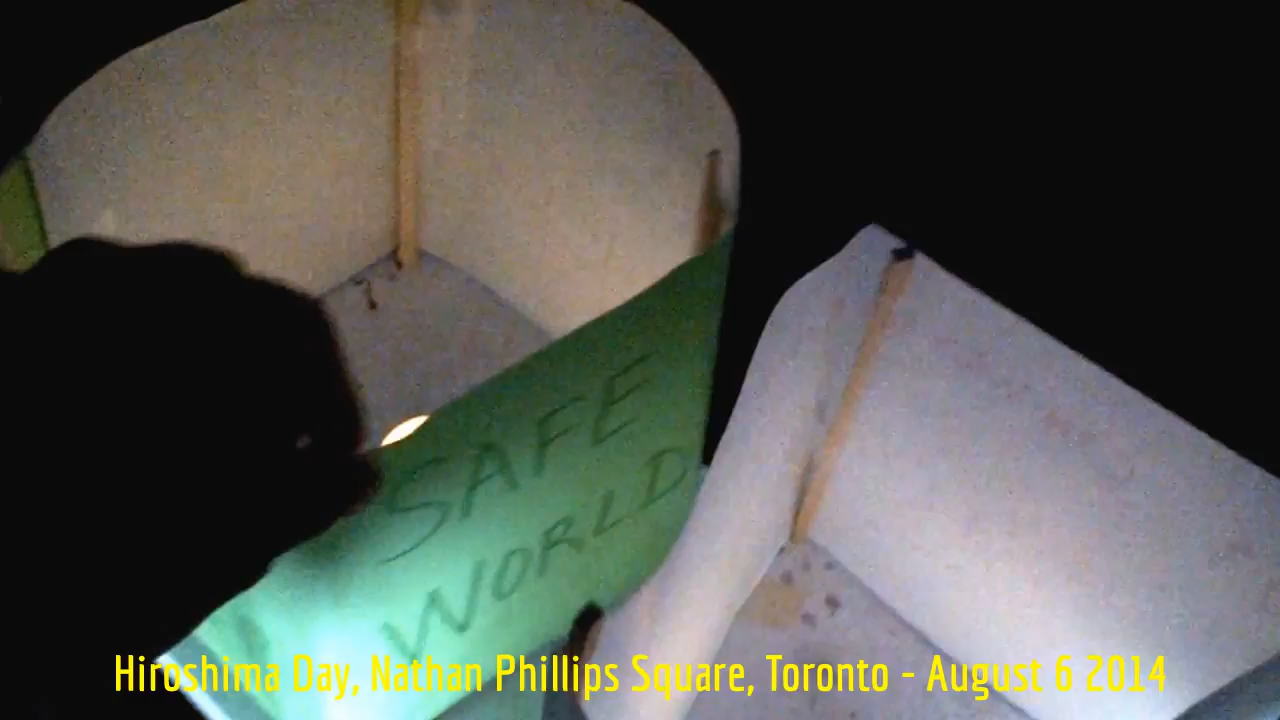 SAFE
WORLD
Hiroshima Day, Nathan Phillips Square, Toronto - August 6 2014